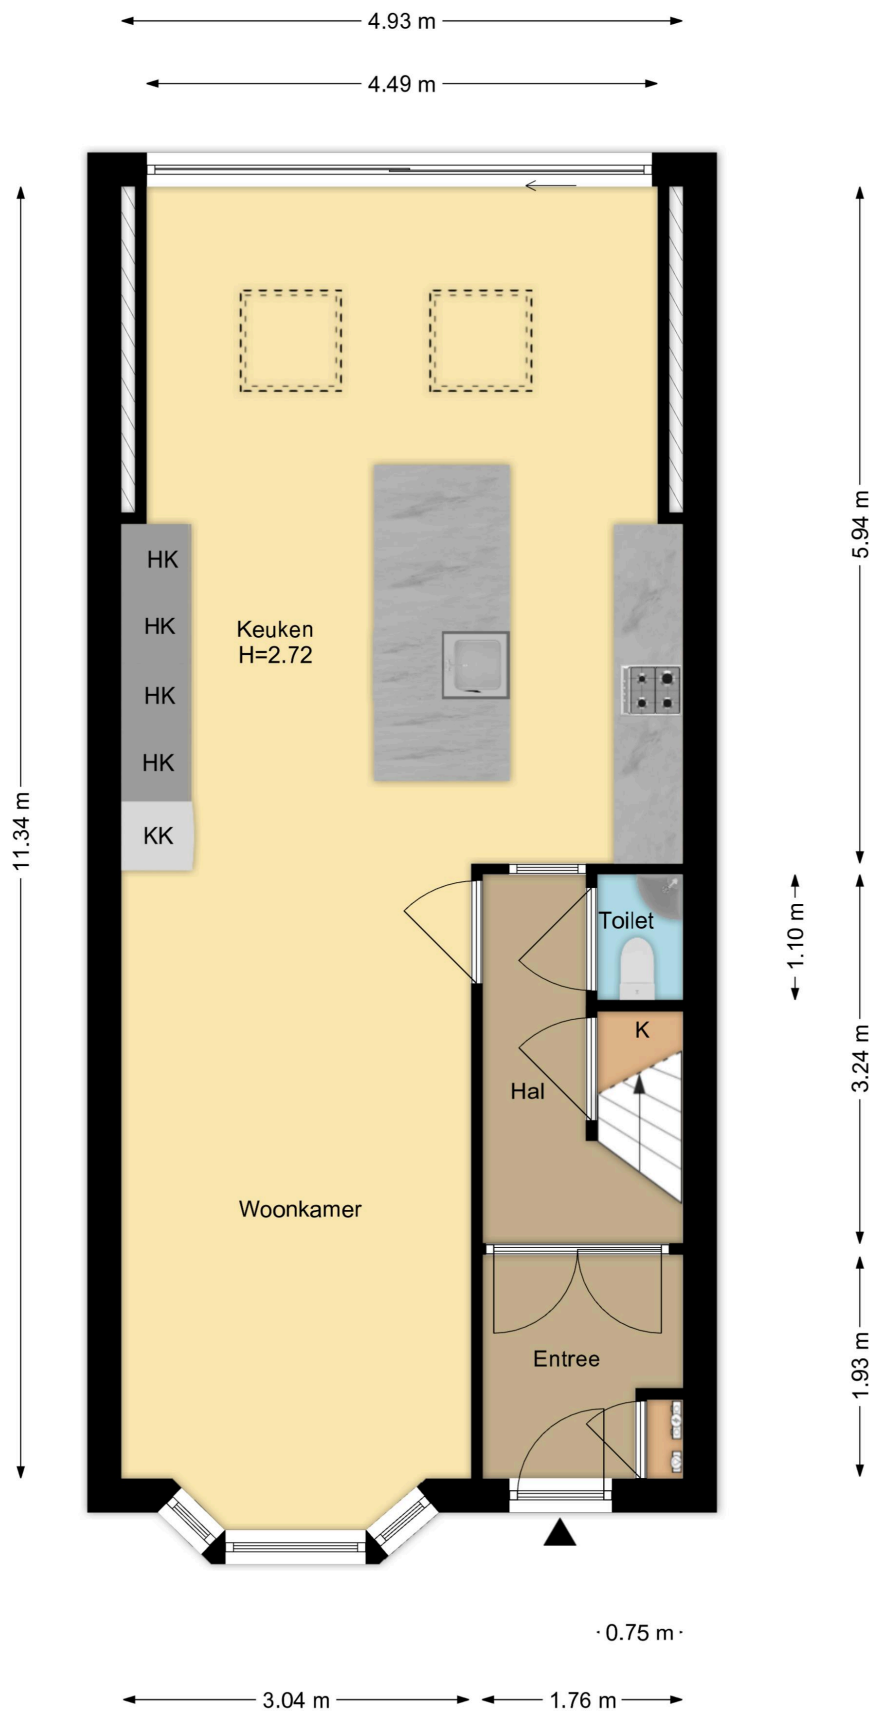 4.93 m
4.49 m
HK
HK
Keuken
H=2.72
HK
HK
KK
5.94 m
11.34 m
Toilet
1.10 m
K
Hal
3.24 m
Woonkamer
Entree
1.93 m
0.75 m
3.04 m
1.76 m